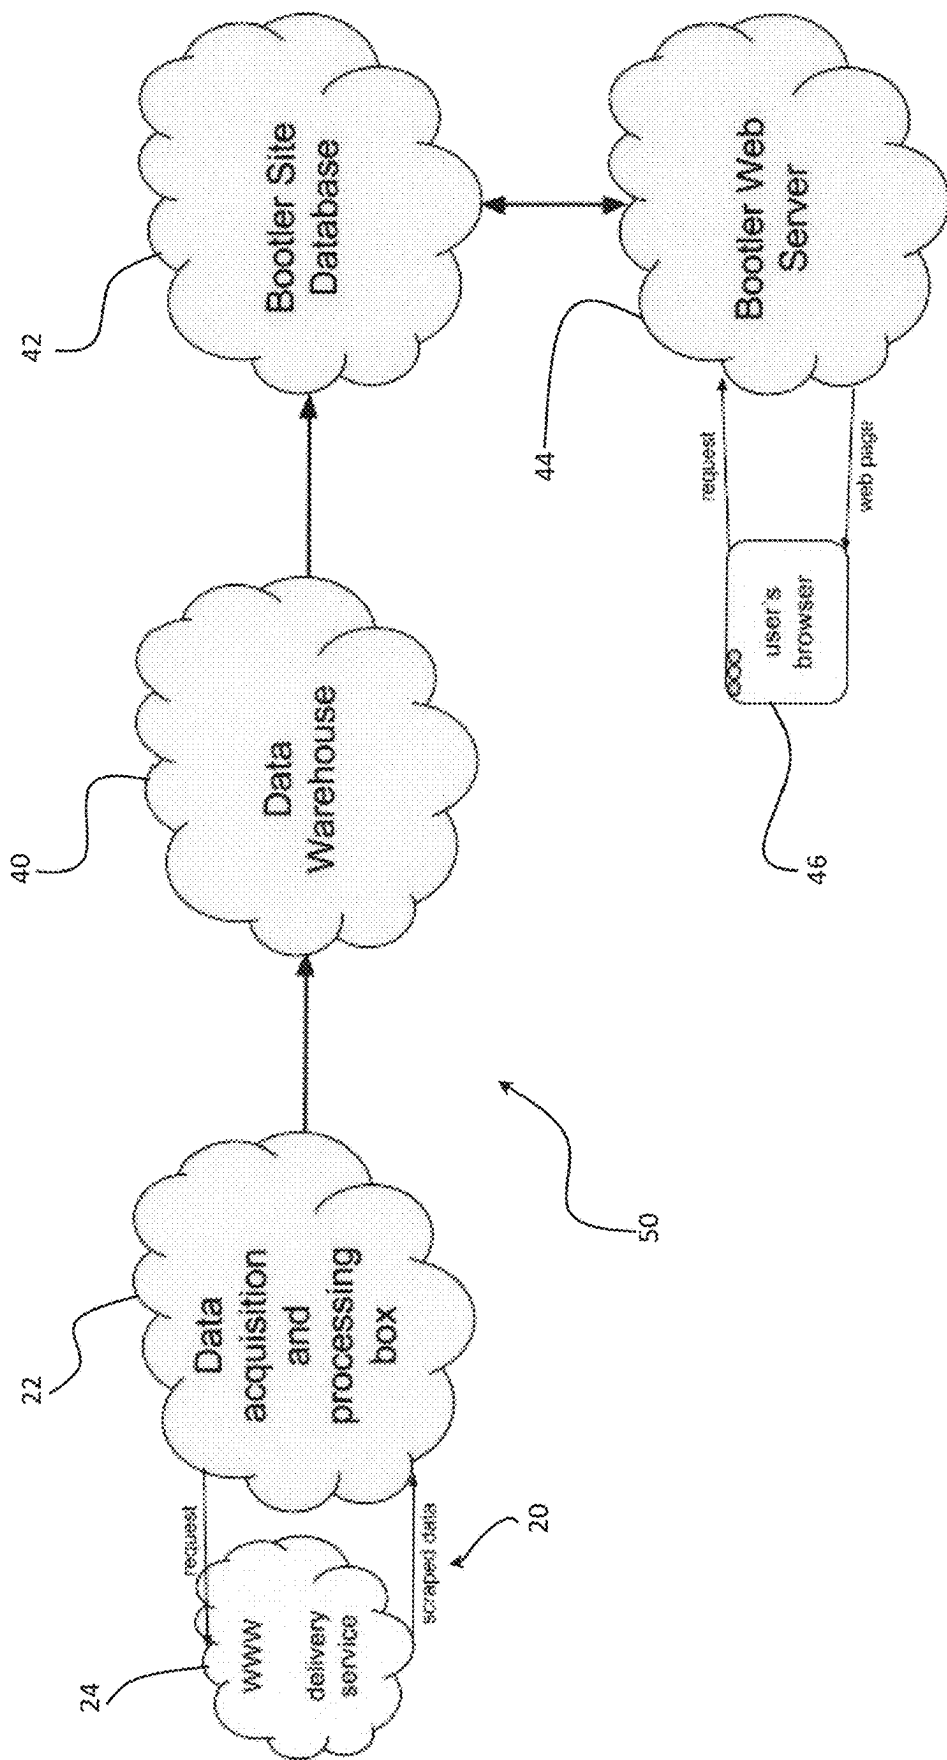 24
WWW
delivery
service
request
scraped data
20
22
Data
acquisition
and
processing
box
50
40
Data
Warehouse
42
Bootler Site
Database
46
user's
browser
request
web page
44
Bootler Web
Server